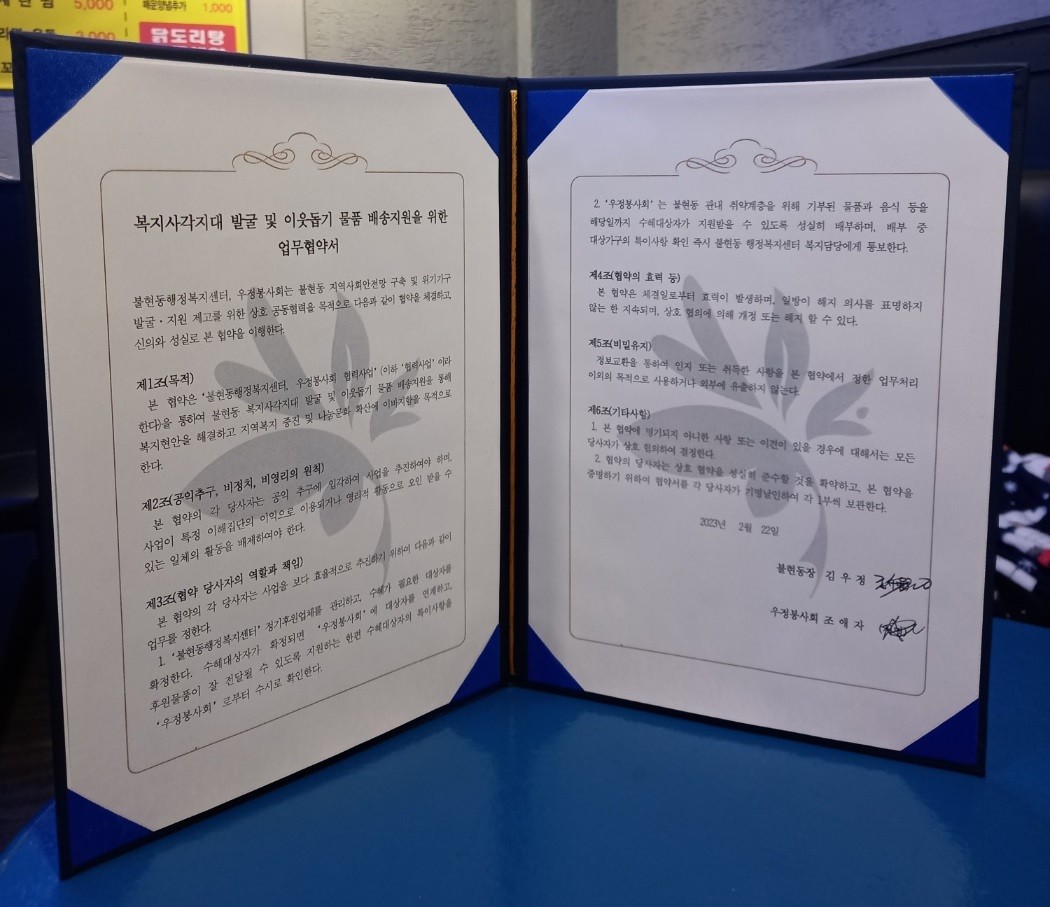 5,000
매운양념추가 1,000
3,000
닭도리탕
복지사각지대 발굴 및 이웃돕기 물품 배송지원을 위한
업무협약서
불현동행정복지센터, 우정봉사회는 불현동 지역사회안전망 구축 및 위기가구
발굴·지원 제고를 위한 상호 공동협력을 목적으로 다음과 같이 협약을 체결하고,
신의와 성실로 본 협약을 이행한다.
제1조(목적)
본 협약은 '불현동행정복지센터, 우정봉사회 협력사업' (이하 '협력사업' 이라
한다)을 통하여 불현동 복지사각지대 발굴 및 이웃돕기 물품 배송지원을 통해
복지현안을 해결하고 지역복지 증진 및 나눔문화 확산에 이바지함을 목적으로
한다.
제2조(공익추구, 비정치, 비영리의 원칙)
본 협약의 각 당사자는 공익 추구에 입각하여 사업을 추진하여야 하며,
사업이 특정 이해집단의 이익으로 이용되거나 영리적 활동으로 오인 받을 수
있는 일체의 활동을 배제하여야 한다.
제3조(협약 당사자의 역할과 책임)
본 협약의 각 당사자는 사업을 보다 효율적으로 추진하기 위하여 다음과 같이
업무를 정한다.
1. '불현동행정복지센터' 정기후원업체를 관리하고, 수혜가 필요한 대상자를
확정한다. 수혜대상자가 확정되면 '우정봉사회' 에 대상자를 연계하고,
후원물품이 잘 전달될 수 있도록 지원하는 한편 수혜대상자의 특이사항을
'우정봉사회' 로부터 수시로 확인한다.
2. '우정봉사회' 는 불현동 관내 취약계층을 위해 기부된 물품과 음식 등을
해당일까지 수혜대상자가 지원받을 수 있도록 성실히 배부하며, 배부 중
대상가구의 특이사항 확인 즉시 불현동 행정복지센터 복지담당에게 통보한다.
제4조(협약의 효력 등)
본 협약은 체결일로부터 효력이 발생하며, 일방이 해지 의사를 표명하지
않는 한 지속되며, 상호 협의에 의해 개정 또는 해지 할 수 있다.
제5조(비밀유지)
정보교환을 통하여 인지 또는 취득한 사항을 본 협약에서 정한 업무처리
이외의 목적으로 사용하거나 외부에 유출하지 않는다.
제6조(기타사항)
1. 본 협약에 명기되지 아니한 사항 또는 이견이 있을 경우에 대해서는 모든
당사자가 상호 협의하여 결정한다.
2. 협약의 당사자는 상호 협약을 성실히 준수할 것을 확약하고, 본 협약을
증명하기 위하여 협약서를 각 당사자가 기명날인하여 각 1부씩 보관한다.
2023년 2월 22일
불현동장 김 우 정
우정봉사회 조 애 자